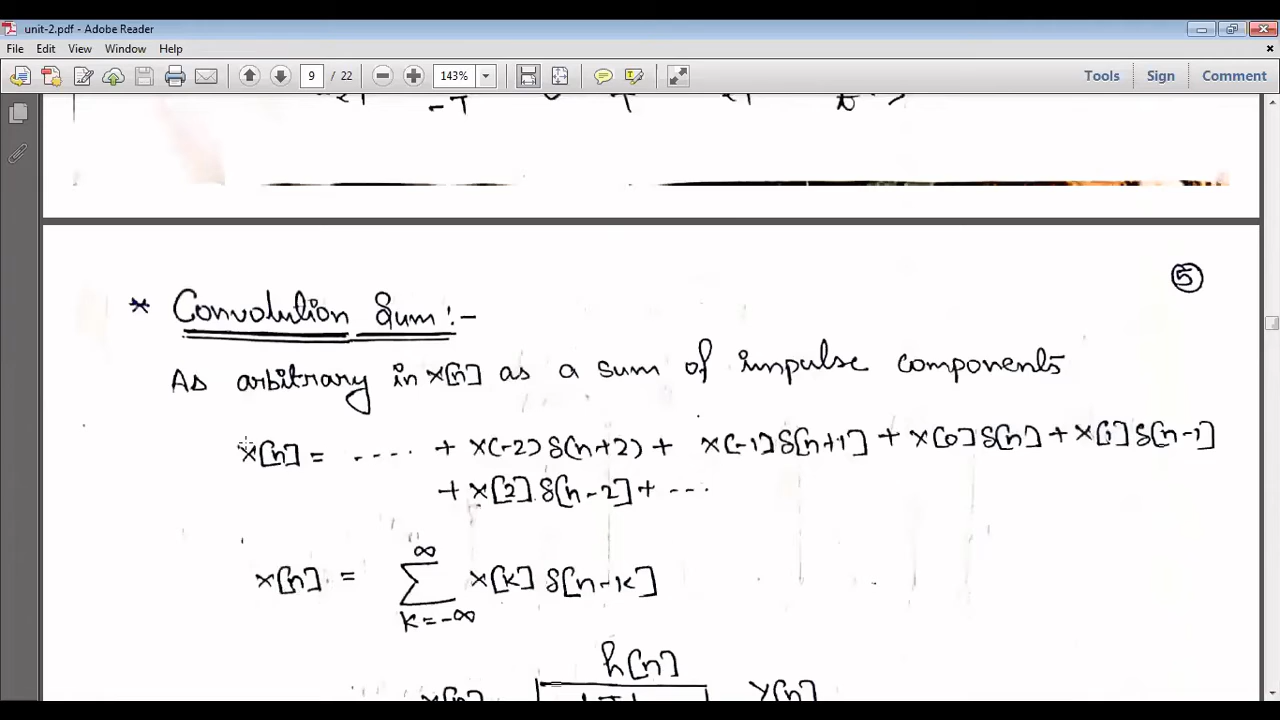 unit-2.pdf - Adobe Reader
File Edit View Window Help
9 / 22 143% Tools Sign Comment
-T T
5
* Convolution Sum :-
As arbitrary in x[n] as a sum of impulse components
x[n] = .... + x(-2) δ(n+2) + x(-1) δ[n+1] + x[0] δ[n] + x[1] δ[n-1]
+ x[2] δ[n-2] + ...
∞
x[n] = Σ x[k] δ[n-k]
k=-∞
h[n]
x[n] y[n]